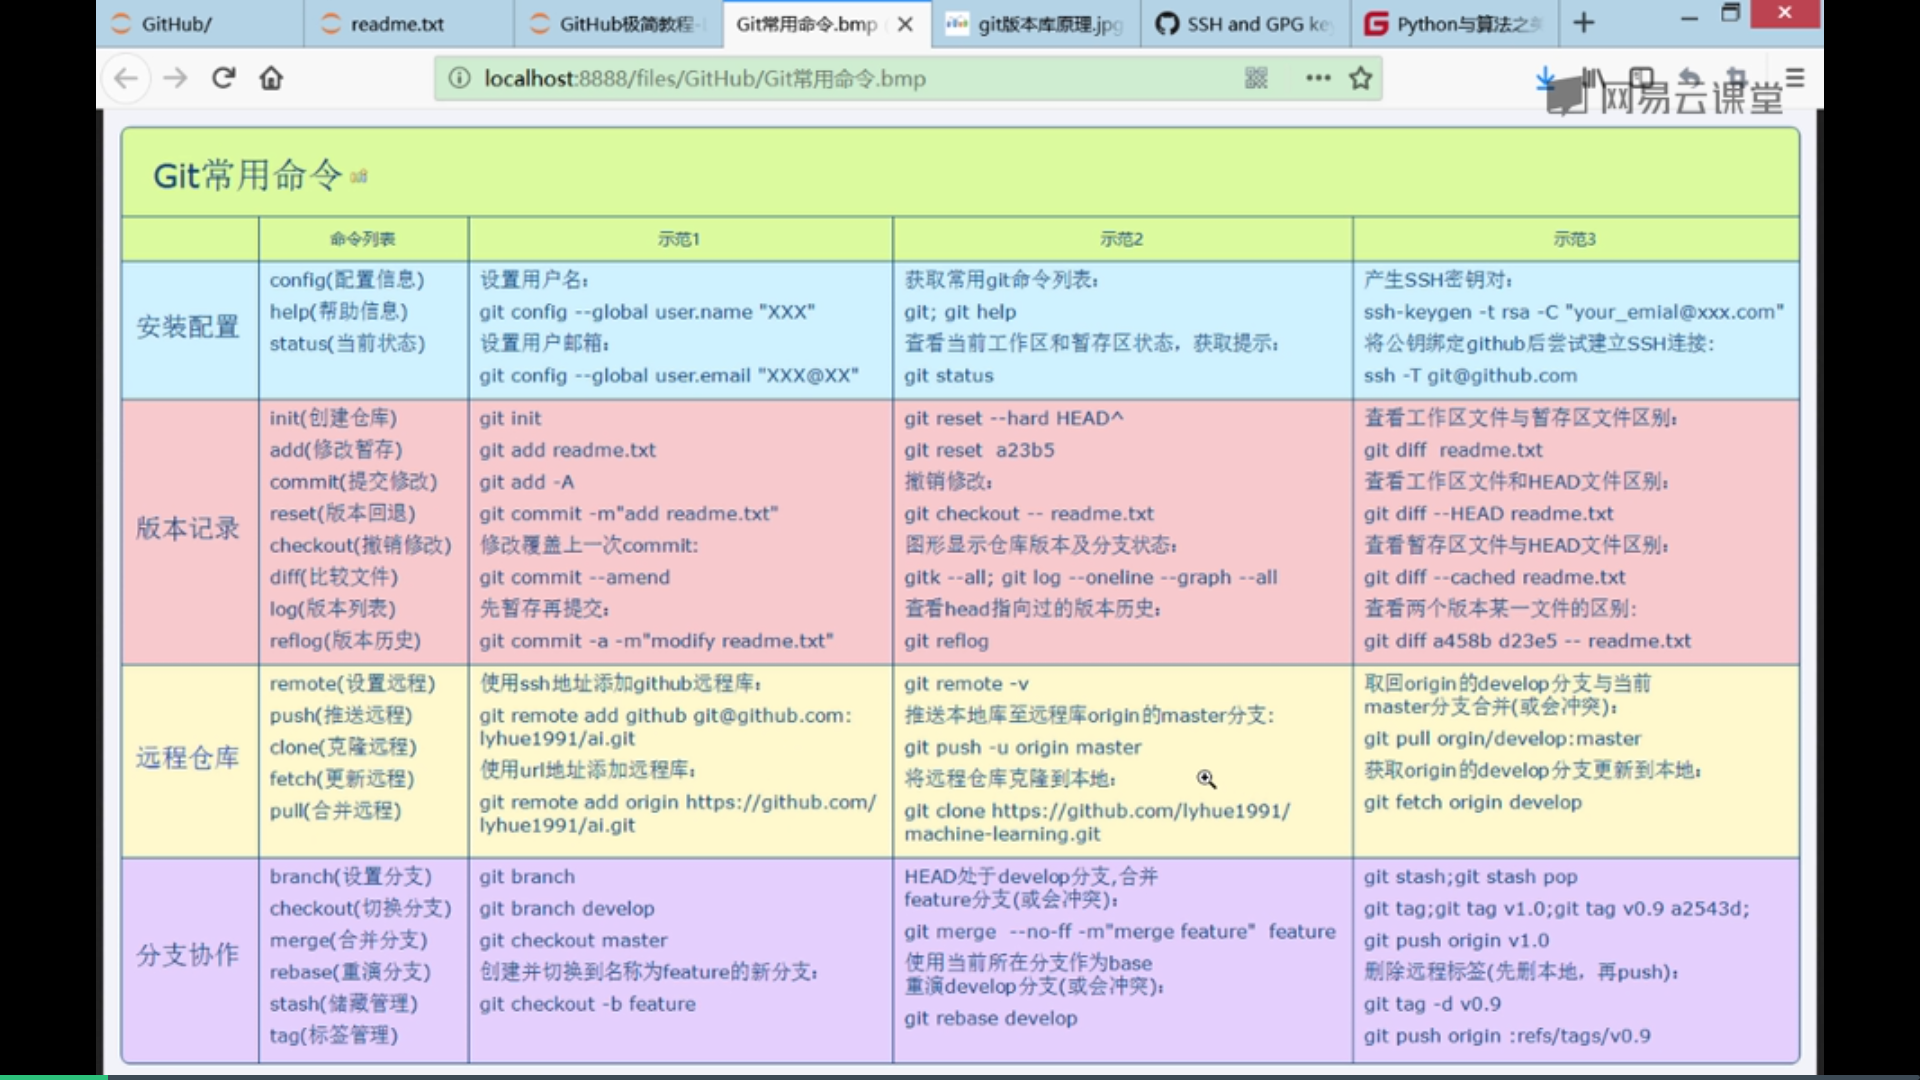 GitHub/
readme.txt
GitHub极简教程-
Git常用命令.bmp
git版本库原理.jpg
SSH and GPG ke
Python与算法之
localhost:8888/files/GitHub/Git常用命令.bmp
网易云课堂
Git常用命令
命令列表 示范1 示范2 示范3
安装配置
config(配置信息)
help(帮助信息)
status(当前状态)
设置用户名:
git config --global user.name "XXX"
设置用户邮箱:
git config --global user.email "XXX@XX"
获取常用git命令列表:
git; git help
查看当前工作区和暂存区状态，获取提示:
git status
产生SSH密钥对:
ssh-keygen -t rsa -C "your_emial@xxx.com"
将公钥绑定github后尝试建立SSH连接:
ssh -T git@github.com
版本记录
init(创建仓库)
add(修改暂存)
commit(提交修改)
reset(版本回退)
checkout(撤销修改)
diff(比较文件)
log(版本列表)
reflog(版本历史)
git init
git add readme.txt
git add -A
git commit -m"add readme.txt"
修改覆盖上一次commit:
git commit --amend
先暂存再提交:
git commit -a -m"modify readme.txt"
git reset --hard HEAD^
git reset  a23b5
撤销修改:
git checkout -- readme.txt
图形显示仓库版本及分支状态:
gitk --all; git log --oneline --graph --all
查看head指向过的版本历史:
git reflog
查看工作区文件与暂存区文件区别:
git diff  readme.txt
查看工作区文件和HEAD文件区别:
git diff --HEAD readme.txt
查看暂存区文件与HEAD文件区别:
git diff --cached readme.txt
查看两个版本某一文件的区别:
git diff a458b d23e5 -- readme.txt
远程仓库
remote(设置远程)
push(推送远程)
clone(克隆远程)
fetch(更新远程)
pull(合并远程)
使用ssh地址添加github远程库:
git remote add github git@github.com:
lyhue1991/ai.git
使用url地址添加远程库:
git remote add origin https://github.com/
lyhue1991/ai.git
git remote -v
推送本地库至远程库origin的master分支:
git push -u origin master
将远程仓库克隆到本地:
git clone https://github.com/lyhue1991/
machine-learning.git
取回origin的develop分支与当前
master分支合并(或会冲突):
git pull orgin/develop:master
获取origin的develop分支更新到本地:
git fetch origin develop
分支协作
branch(设置分支)
checkout(切换分支)
merge(合并分支)
rebase(重演分支)
stash(储藏管理)
tag(标签管理)
git branch
git branch develop
git checkout master
创建并切换到名称为feature的新分支:
git checkout -b feature
HEAD处于develop分支,合并
feature分支(或会冲突):
git merge  --no-ff -m"merge feature"  feature
使用当前所在分支作为base
重演develop分支(或会冲突):
git rebase develop
git stash;git stash pop
git tag;git tag v1.0;git tag v0.9 a2543d;
git push origin v1.0
删除远程标签(先删本地，再push):
git tag -d v0.9
git push origin :refs/tags/v0.9